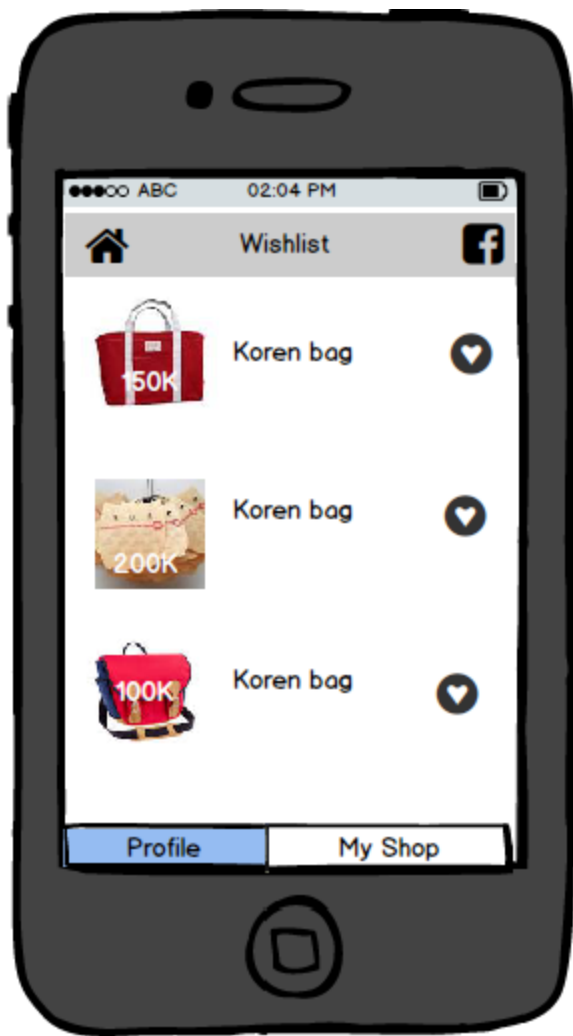 ABC 02:04 PM
Wishlist
150K
Koren bag
200K
Koren bag
100K
Koren bag
Profile My Shop